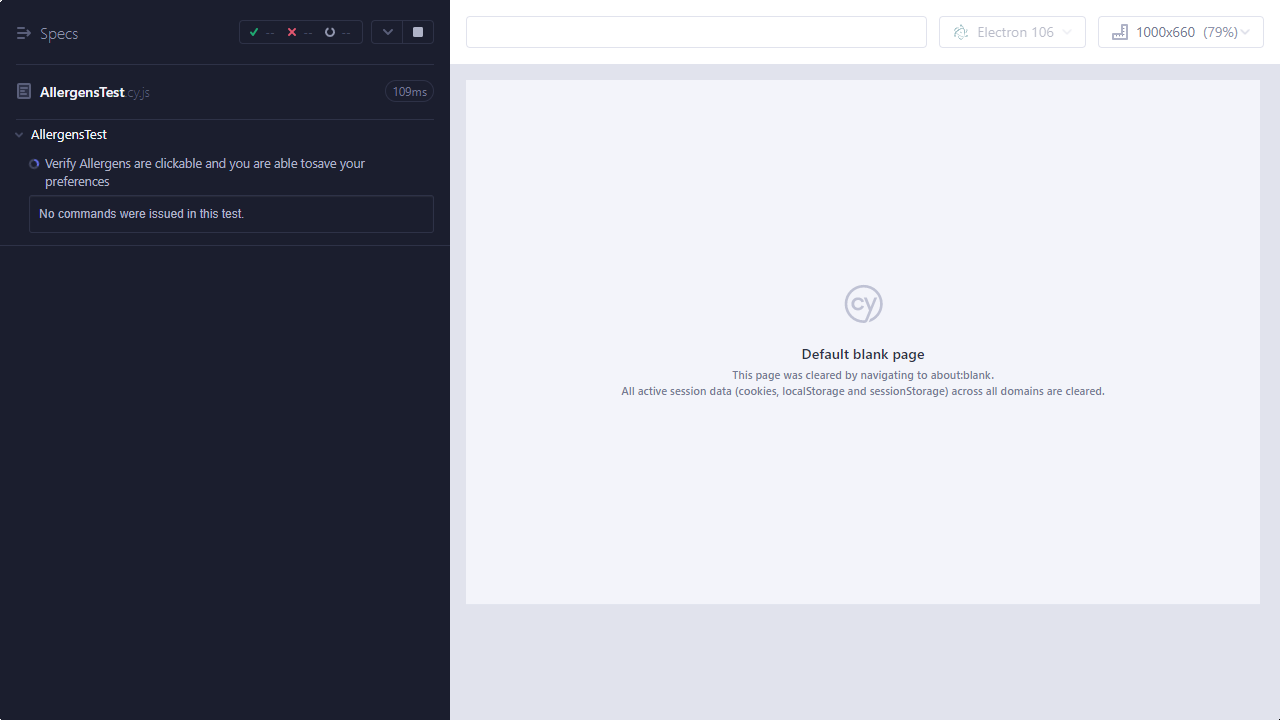 Specs
--
--
--
Electron 106
1000x660 (79%)
AllergensTest.cy.js
109ms
AllergensTest
Verify Allergens are clickable and you are able tosave your
preferences
No commands were issued in this test.
cy
Default blank page
This page was cleared by navigating to about:blank.
All active session data (cookies, localStorage and sessionStorage) across all domains are cleared.